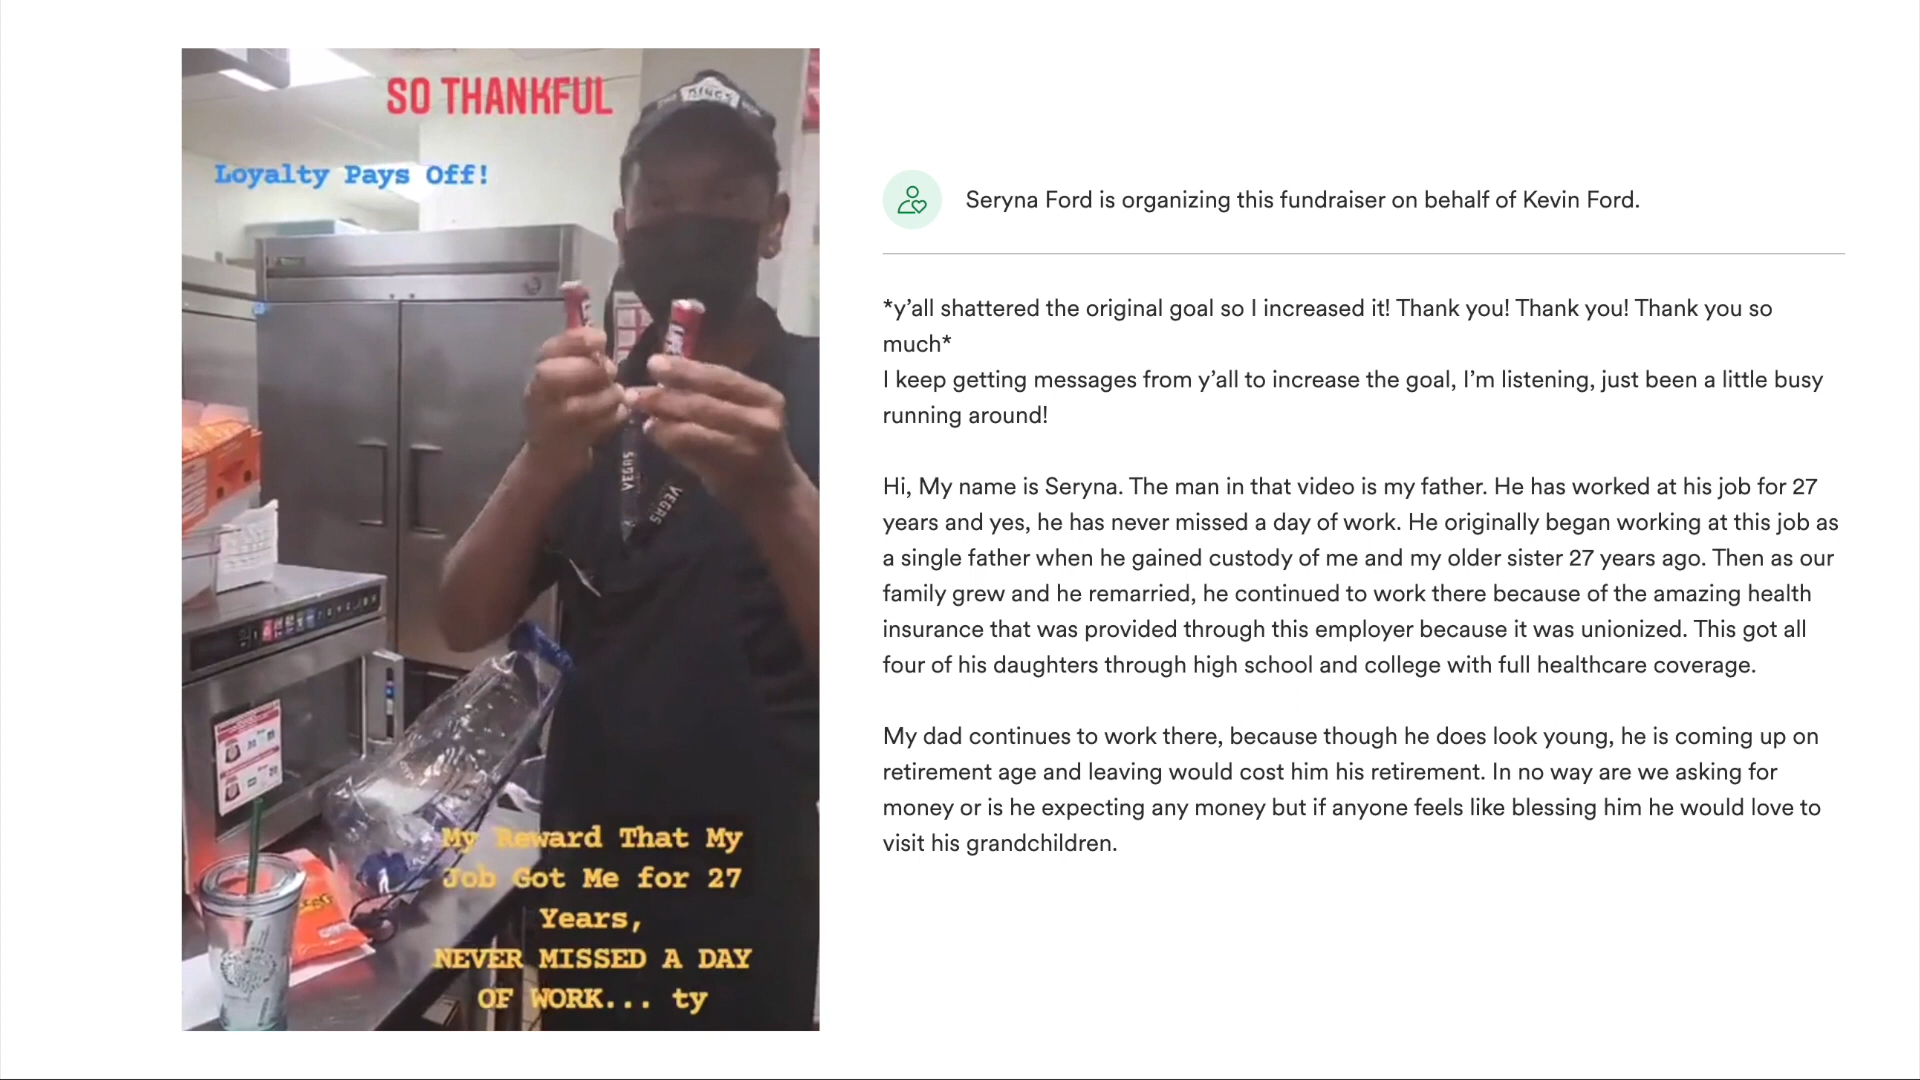 SO THANKFUL
Loyalty Pays Off!
KINGS
VEGAS
VEGAS
My Reward That My
Job Got Me for 27
Years,
NEVER MISSED A DAY
OF WORK... ty
Seryna Ford is organizing this fundraiser on behalf of Kevin Ford.
*y’all shattered the original goal so I increased it! Thank you! Thank you! Thank you so
much*
I keep getting messages from y’all to increase the goal, I’m listening, just been a little busy
running around!
Hi, My name is Seryna. The man in that video is my father. He has worked at his job for 27
years and yes, he has never missed a day of work. He originally began working at this job as
a single father when he gained custody of me and my older sister 27 years ago. Then as our
family grew and he remarried, he continued to work there because of the amazing health
insurance that was provided through this employer because it was unionized. This got all
four of his daughters through high school and college with full healthcare coverage.
My dad continues to work there, because though he does look young, he is coming up on
retirement age and leaving would cost him his retirement. In no way are we asking for
money or is he expecting any money but if anyone feels like blessing him he would love to
visit his grandchildren.